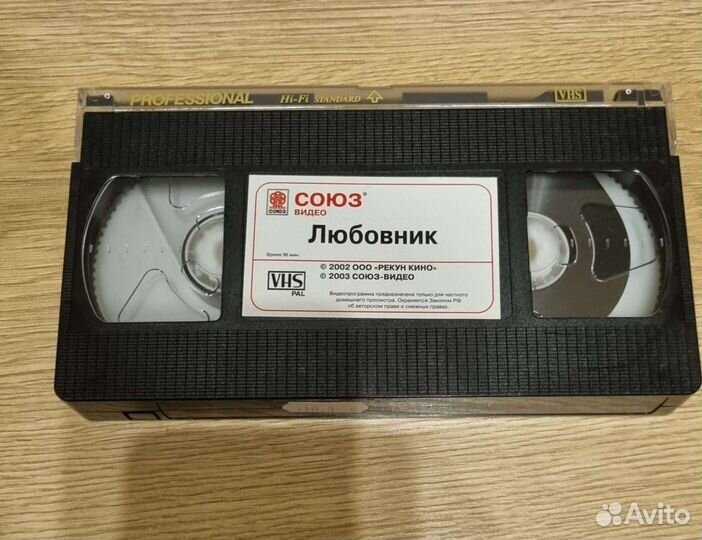 PROFESSIONAL Hi-Fi STANDARD VHS
СОЮЗ®
ВИДЕО
СОЮЗ
Любовник
Время: 96 мин.
VHS
PAL
© 2002 ООО «РЕКУН КИНО»
© 2003 СОЮЗ-ВИДЕО
Видеопрограмма предназначена только для частного
домашнего просмотра. Охраняется Законом РФ
об авторском праве и смежных правах.
Avito